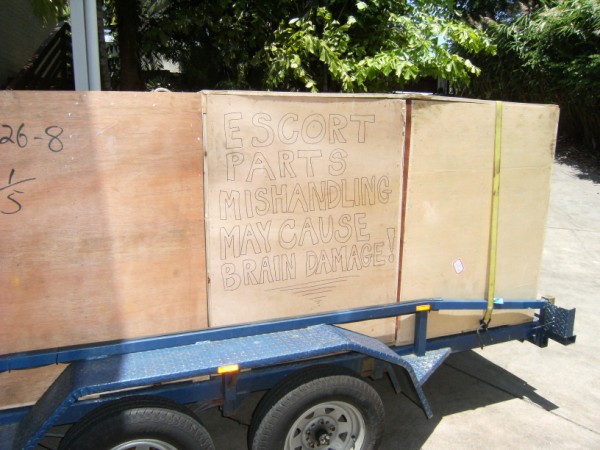 26-8
1/5
ESCORT
PARTS
MISHANDLING
MAY CAUSE
BRAIN DAMAGE!